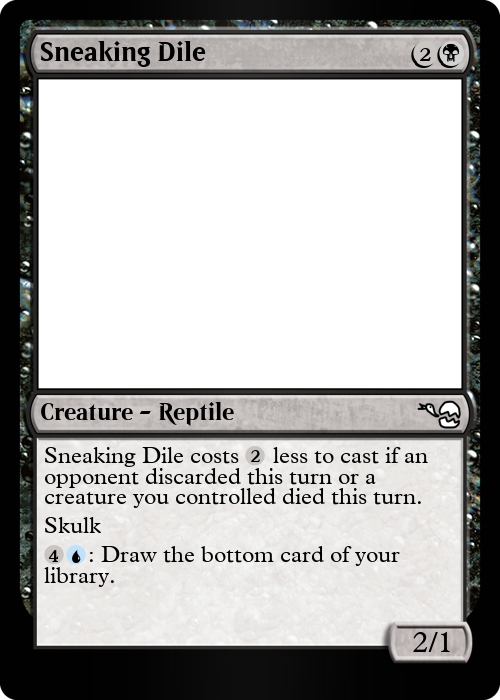 Sneaking Dile 2
Creature – Reptile
Sneaking Dile costs 2 less to cast if an
opponent discarded this turn or a
creature you controlled died this turn.
Skulk
4 : Draw the bottom card of your
library.
2/1